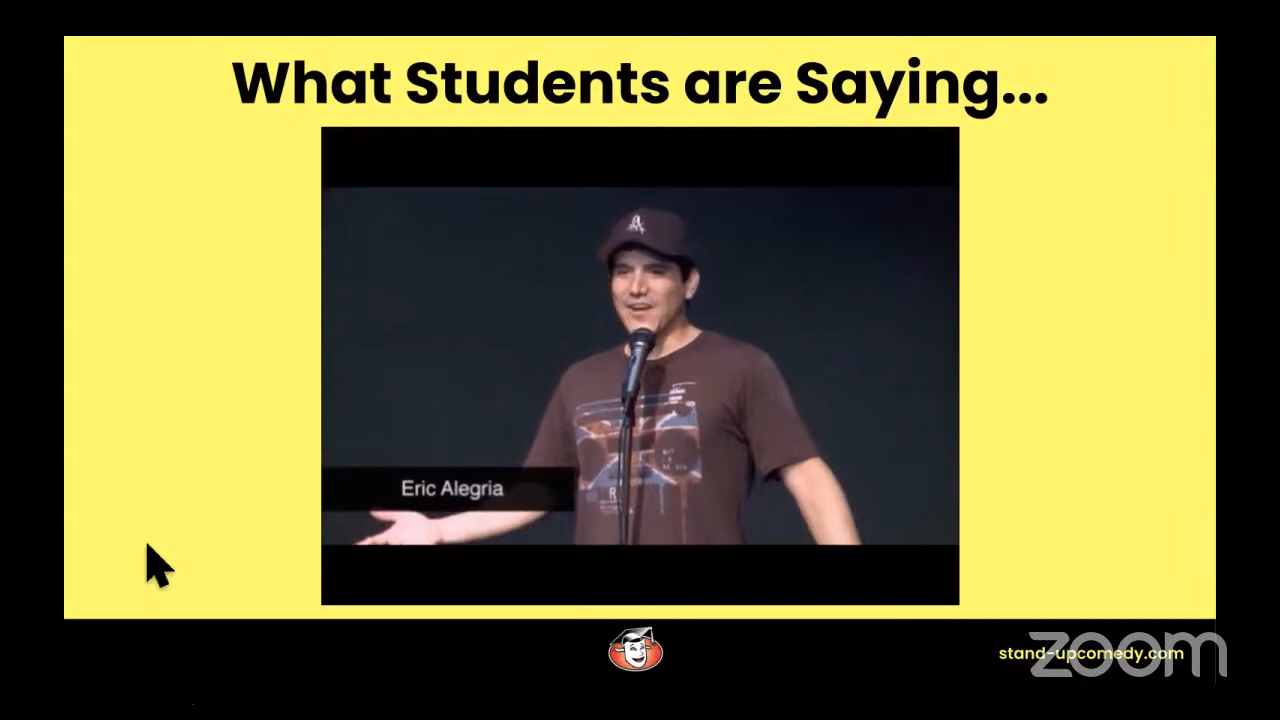 What Students are Saying...
Eric Alegria
stand-upcomedy.com
zoom